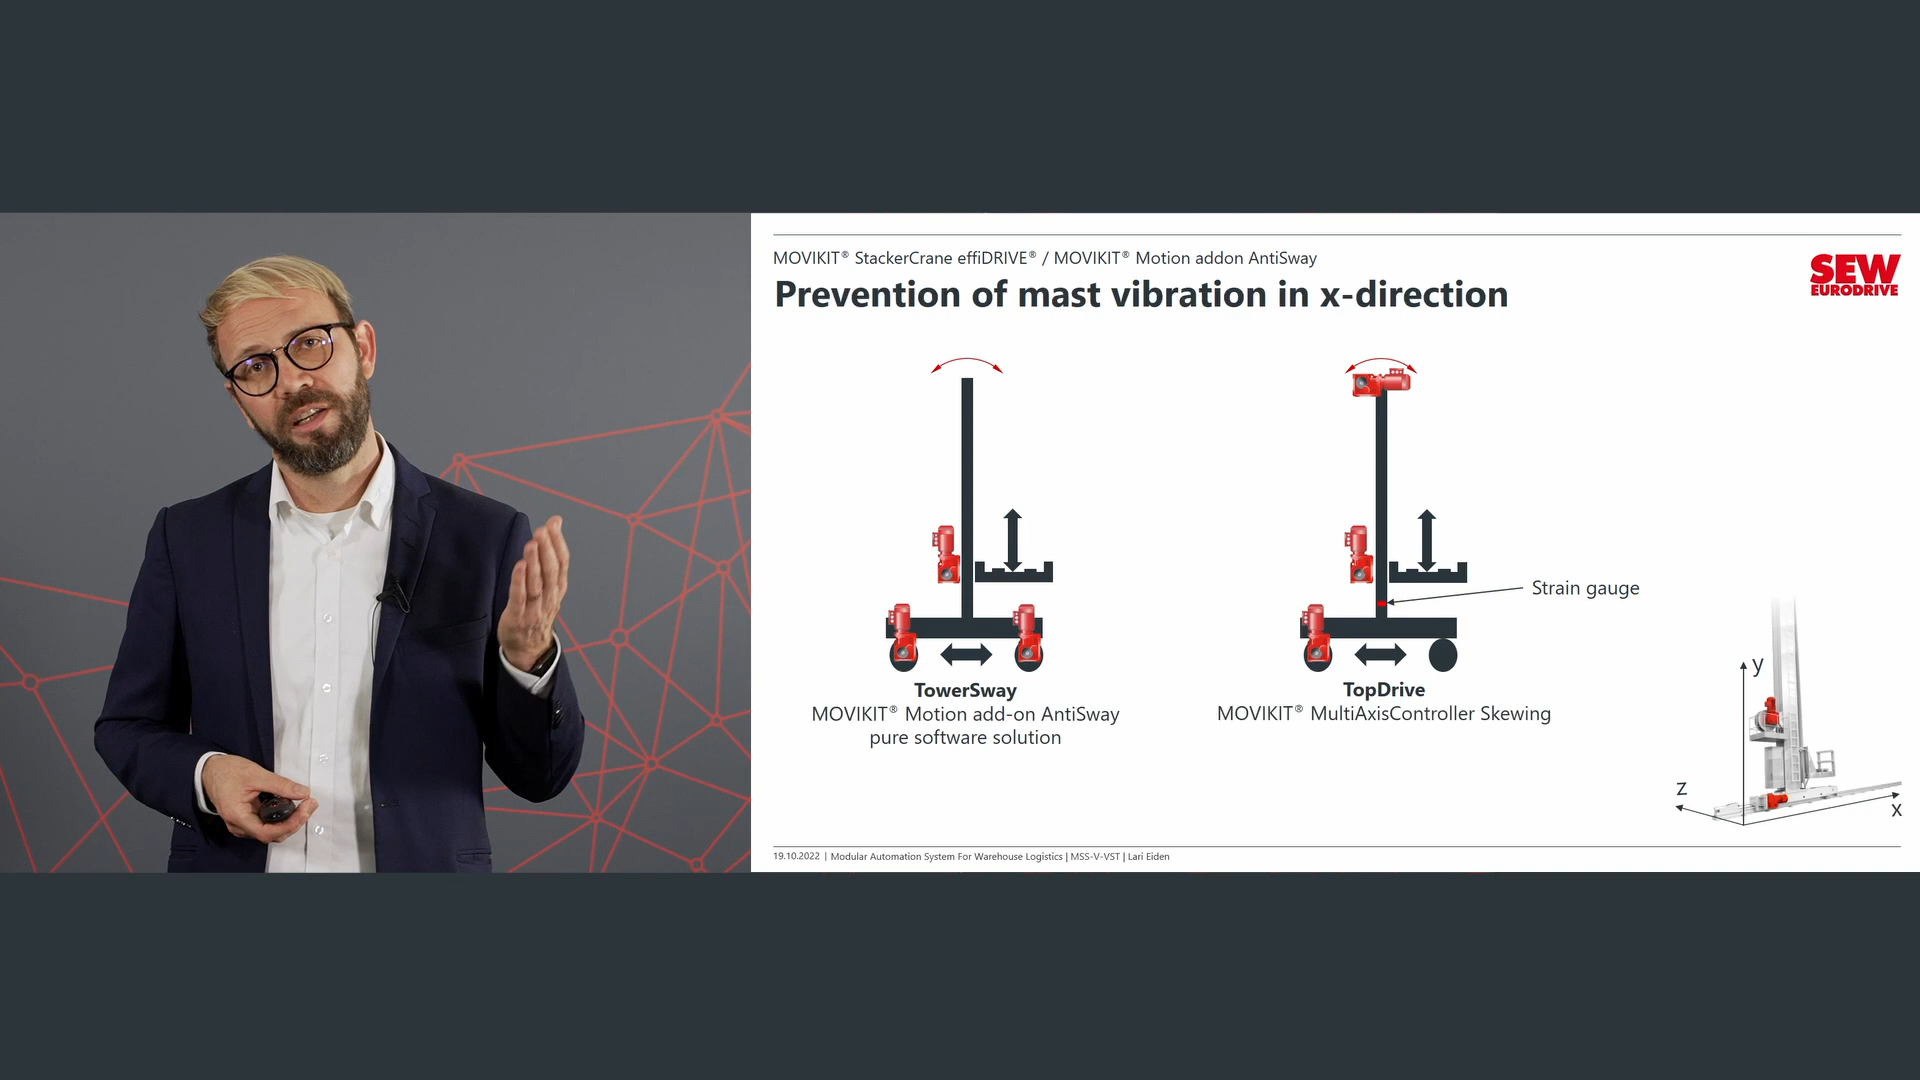 MOVIKIT® StackerCrane effiDRIVE® / MOVIKIT® Motion addon AntiSway
Prevention of mast vibration in x-direction
SEW
EURODRIVE
Strain gauge
TowerSway
MOVIKIT® Motion add-on AntiSway
pure software solution
TopDrive
MOVIKIT® MultiAxisController Skewing
y
z
x
19.10.2022 | Modular Automation System For Warehouse Logistics | MSS-V-VST | Lari Eiden